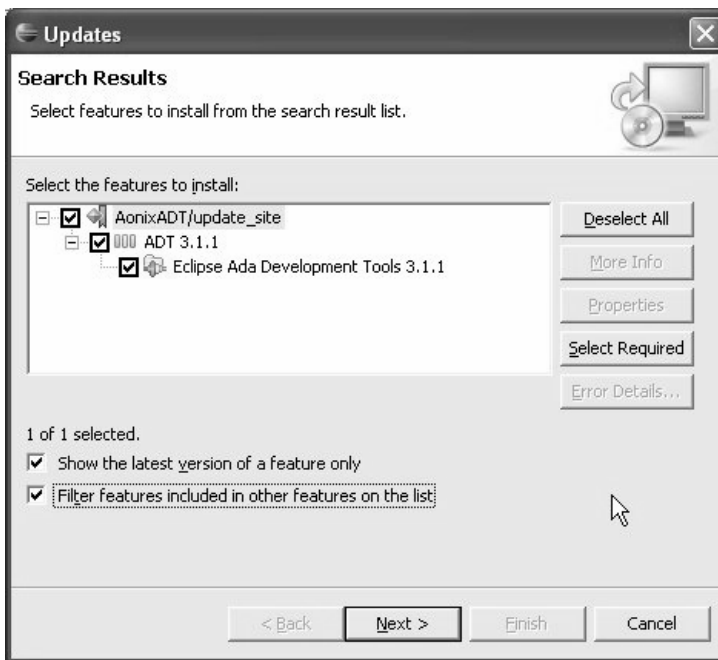 Updates
Search Results
Select features to install from the search result list.
Select the features to install:
AonixADT/update_site
ADT 3.1.1
Eclipse Ada Development Tools 3.1.1
Deselect All
More Info
Properties
Select Required
Error Details...
1 of 1 selected.
Show the latest version of a feature only
Filter features included in other features on the list
< Back
Next >
Finish
Cancel